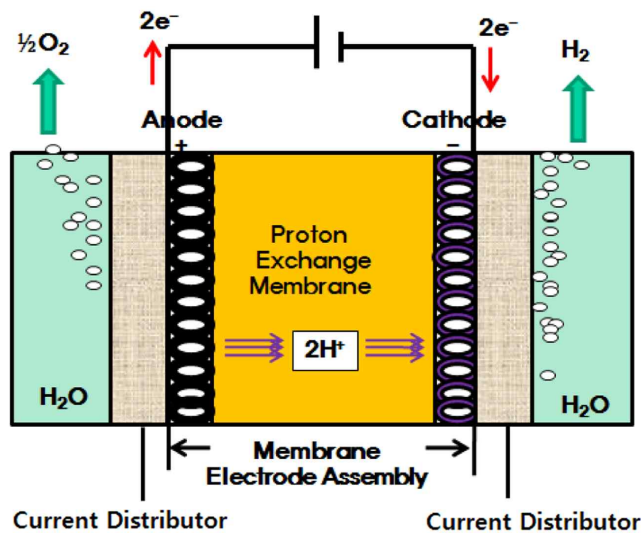 2e⁻
2e⁻
½O₂
H₂
Anode
+
Cathode
−
Proton
Exchange
Membrane
2H⁺
H₂O
H₂O
Membrane
Electrode Assembly
Current Distributor
Current Distributor